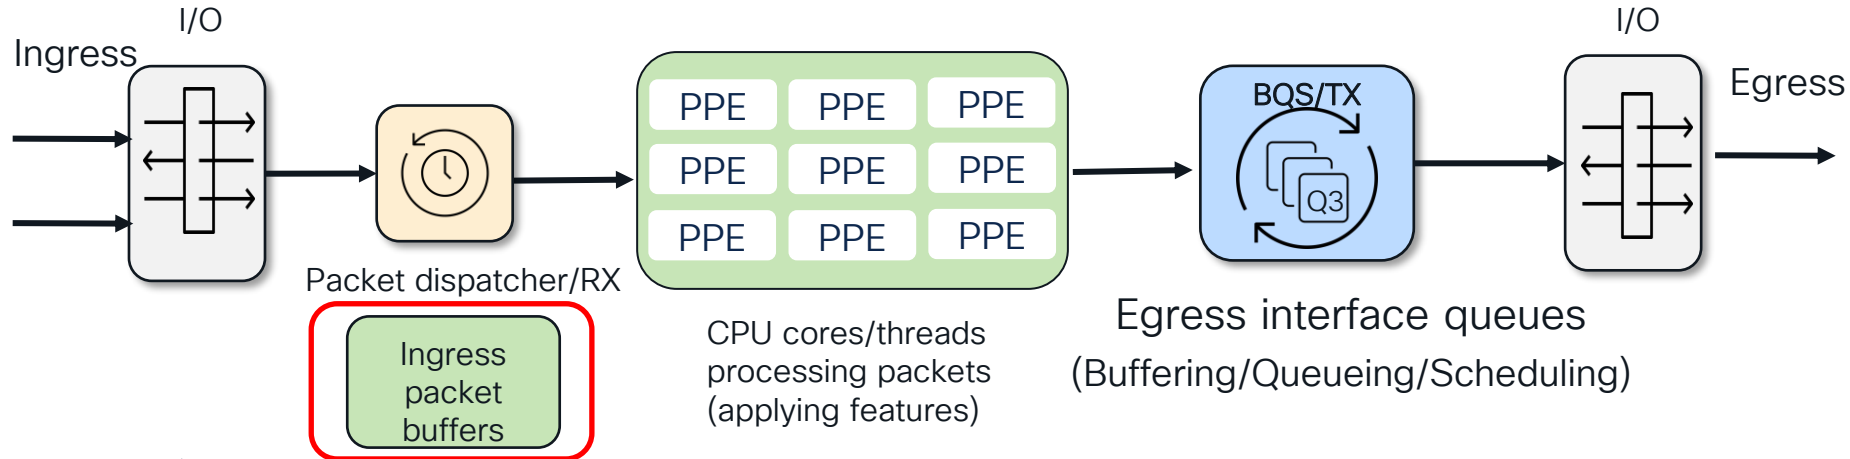 I/O
Ingress
Packet dispatcher/RX
Ingress
packet
buffers
PPE PPE PPE
PPE PPE PPE
PPE PPE PPE
CPU cores/threads
processing packets
(applying features)
BQS/TX
Q3
Egress interface queues
(Buffering/Queueing/Scheduling)
I/O
Egress